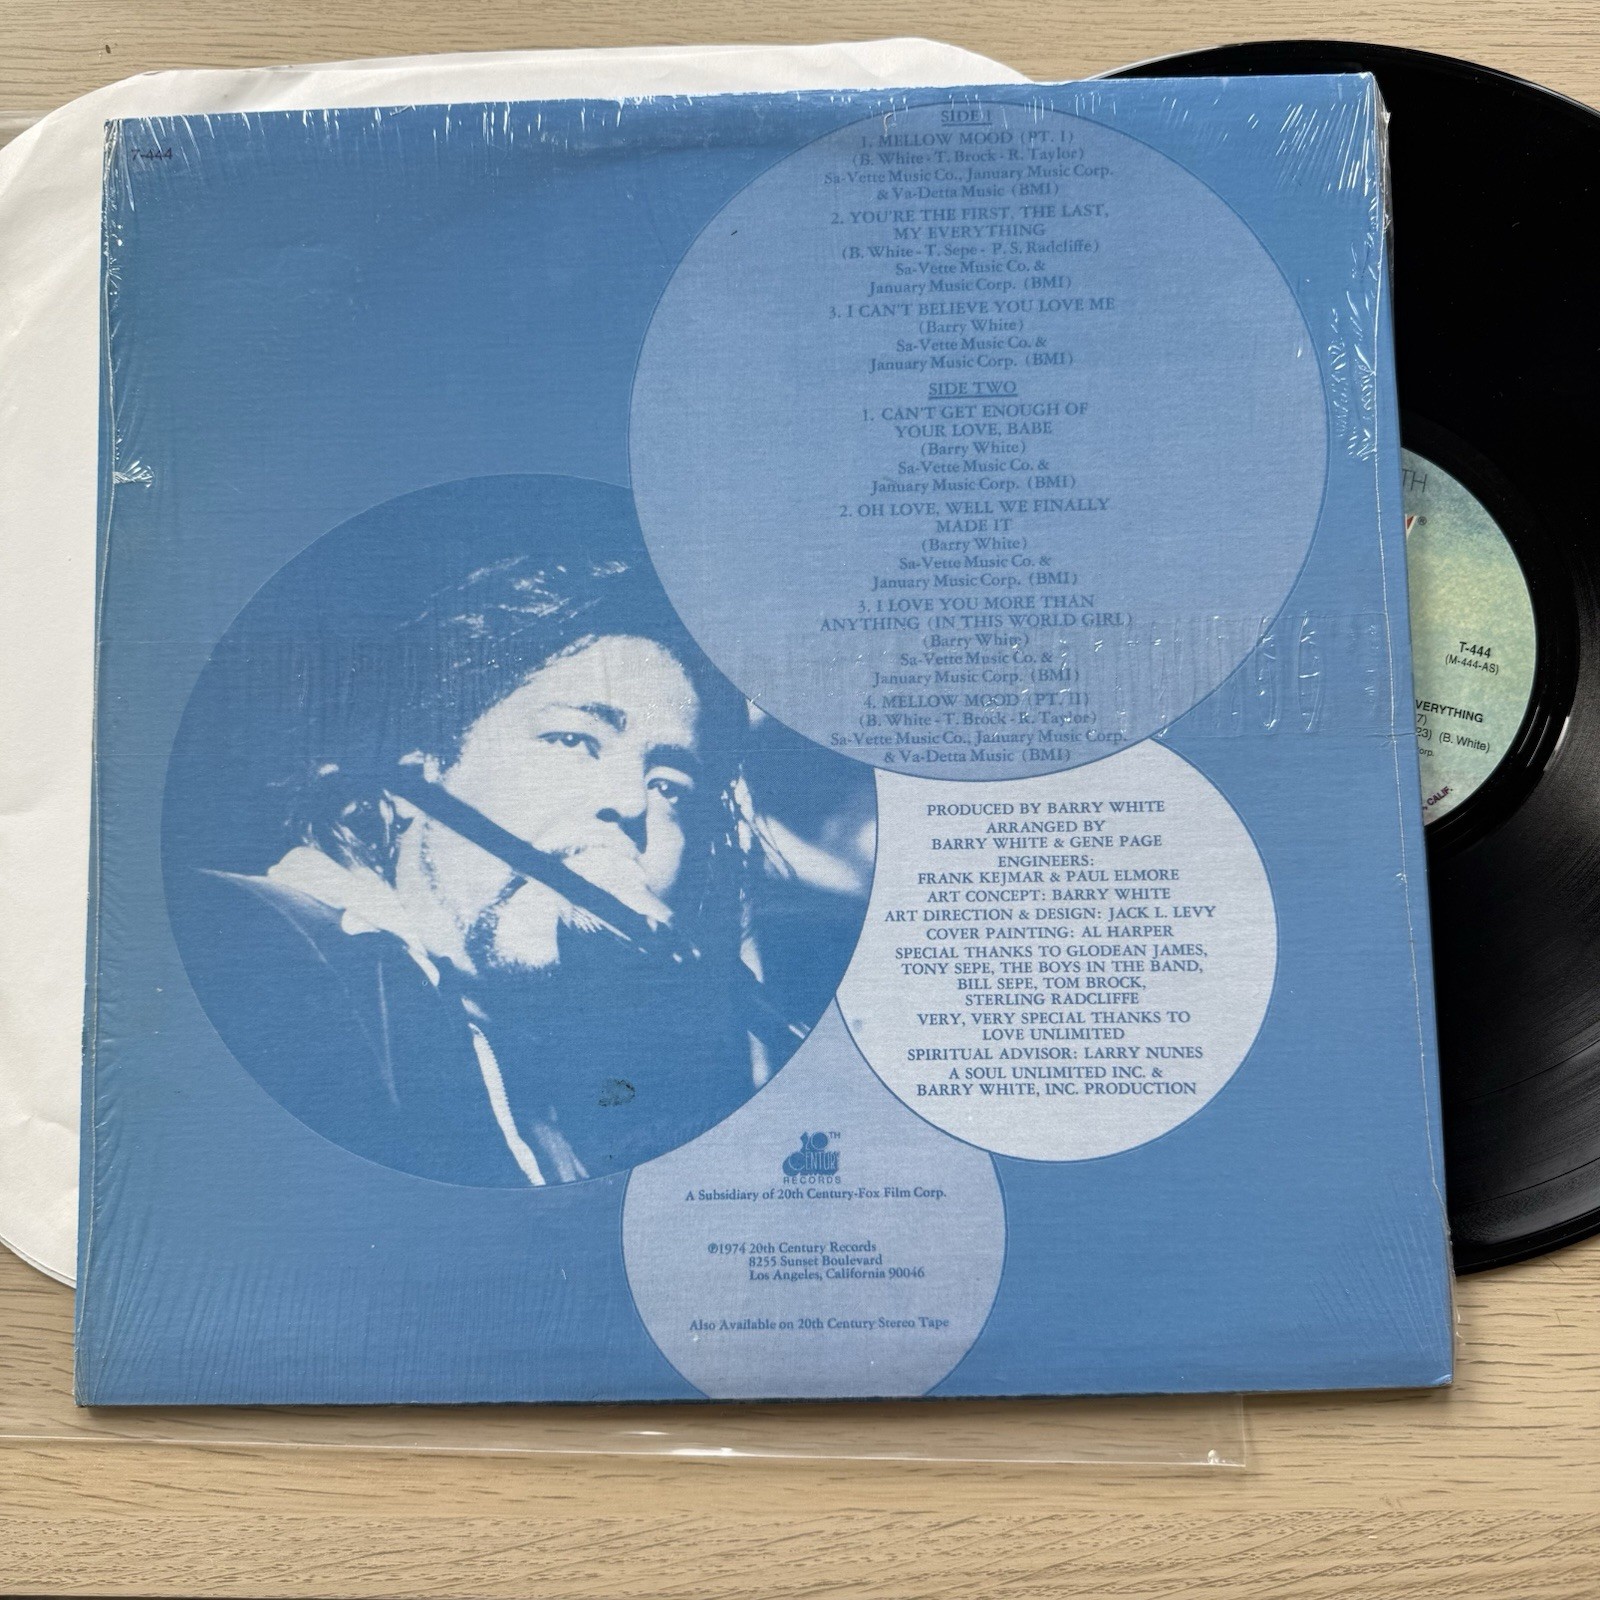 7-444
SIDE 1
1. MELLOW MOOD (PT. I)
(B. White - T. Brock - R. Taylor)
Sa-Vette Music Co., January Music Corp.
& Va-Detta Music (BMI)
2. YOU'RE THE FIRST, THE LAST,
MY EVERYTHING
(B. White - T. Sepe - P. S. Radcliffe)
Sa-Vette Music Co. &
January Music Corp. (BMI)
3. I CAN'T BELIEVE YOU LOVE ME
(Barry White)
Sa-Vette Music Co. &
January Music Corp. (BMI)
SIDE TWO
1. CAN'T GET ENOUGH OF
YOUR LOVE, BABE
(Barry White)
Sa-Vette Music Co. &
January Music Corp. (BMI)
2. OH LOVE, WELL WE FINALLY
MADE IT
(Barry White)
Sa-Vette Music Co. &
January Music Corp. (BMI)
3. I LOVE YOU MORE THAN
ANYTHING (IN THIS WORLD GIRL)
(Barry White)
Sa-Vette Music Co. &
January Music Corp. (BMI)
4. MELLOW MOOD (PT. II)
(B. White - T. Brock - R. Taylor)
Sa-Vette Music Co., January Music Corp.
& Va-Detta Music (BMI)
PRODUCED BY BARRY WHITE
ARRANGED BY
BARRY WHITE & GENE PAGE
ENGINEERS:
FRANK KEJMAR & PAUL ELMORE
ART CONCEPT: BARRY WHITE
ART DIRECTION & DESIGN: JACK L. LEVY
COVER PAINTING: AL HARPER
SPECIAL THANKS TO GLODEAN JAMES,
TONY SEPE, THE BOYS IN THE BAND,
BILL SEPE, TOM BROCK,
STERLING RADCLIFFE
VERY, VERY SPECIAL THANKS TO
LOVE UNLIMITED
SPIRITUAL ADVISOR: LARRY NUNES
A SOUL UNLIMITED INC. &
BARRY WHITE, INC. PRODUCTION
20TH
CENTURY
RECORDS
A Subsidiary of 20th Century-Fox Film Corp.
℗1974 20th Century Records
8255 Sunset Boulevard
Los Angeles, California 90046
Also Available on 20th Century Stereo Tape
TH
®
T-444
(M-444-AS)
VERYTHING
7)
23) (B. White)
orp.
, CALIF.